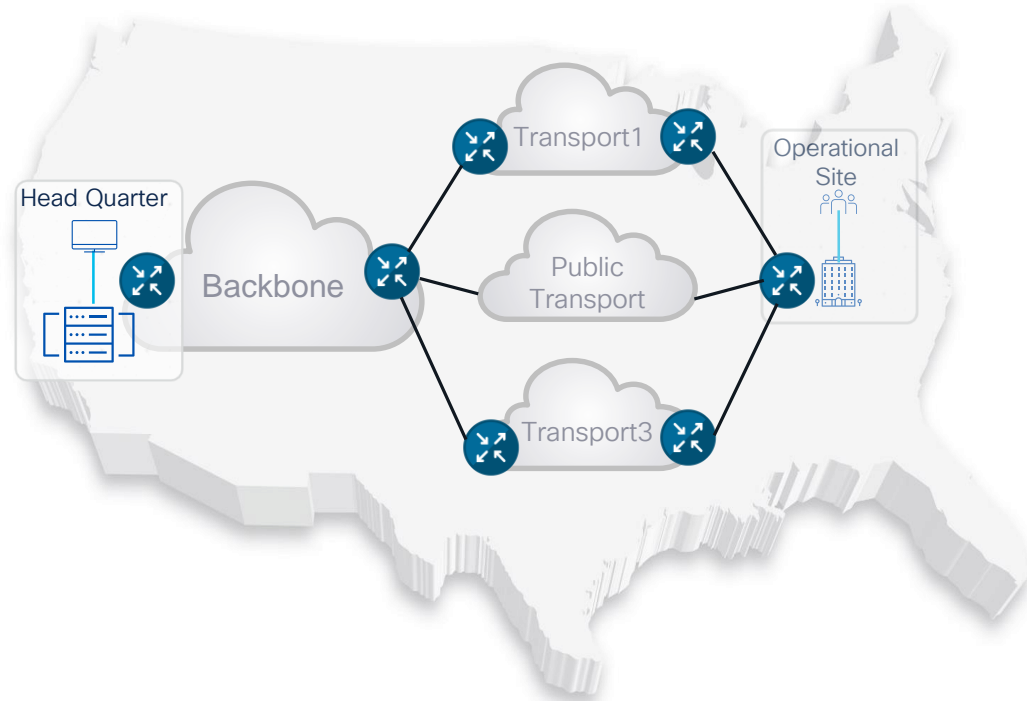 Head Quarter
Backbone
Transport1
Public
Transport
Transport3
Operational
Site